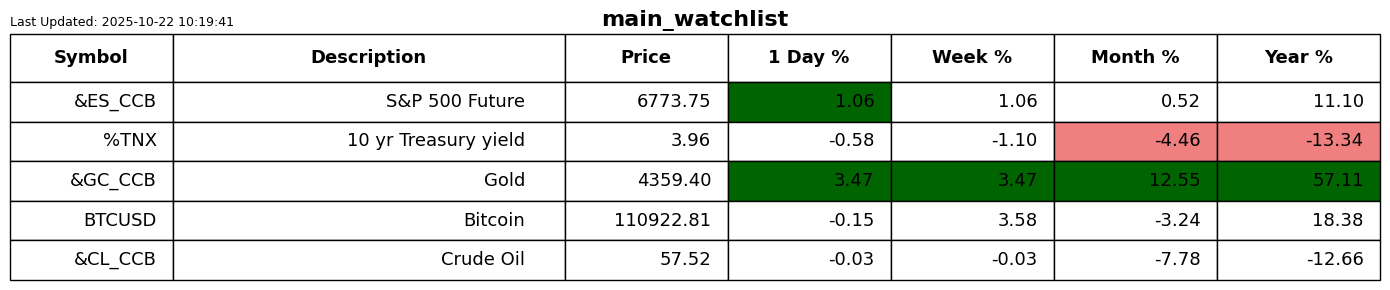 main_watchlist
Last Updated: 2025-10-22 10:19:41
Symbol Description Price 1 Day % Week % Month % Year %
&ES_CCB S&P 500 Future 6773.75 1.06 1.06 0.52 11.10
%TNX 10 yr Treasury yield 3.96 -0.58 -1.10 -4.46 -13.34
&GC_CCB Gold 4359.40 3.47 3.47 12.55 57.11
BTCUSD Bitcoin 110922.81 -0.15 3.58 -3.24 18.38
&CL_CCB Crude Oil 57.52 -0.03 -0.03 -7.78 -12.66